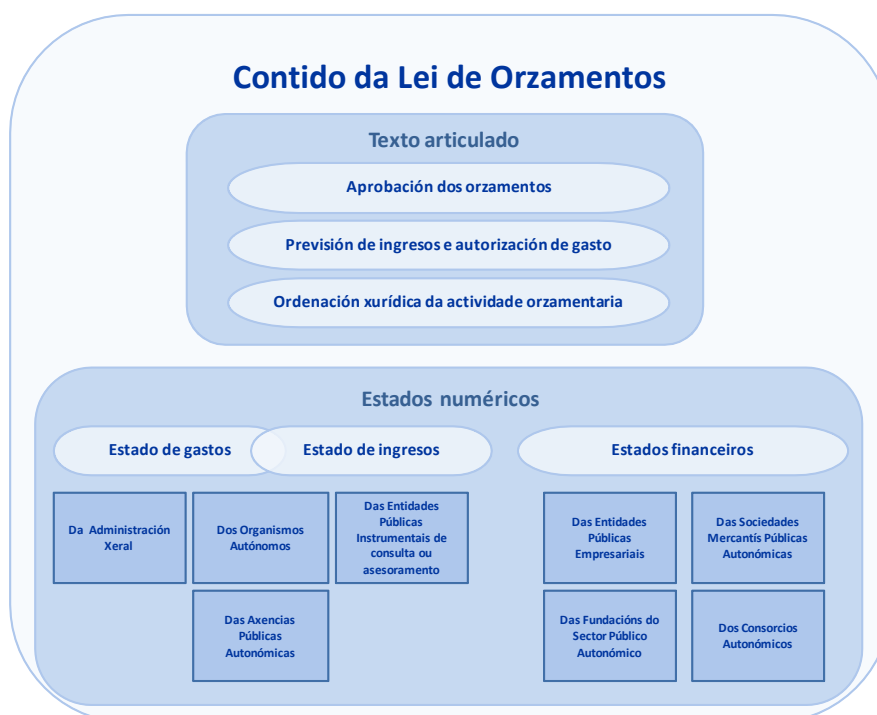 Contido da Lei de Orzamentos
Texto articulado
Aprobación dos orzamentos
Previsión de ingresos e autorización de gasto
Ordenación xurídica da actividade orzamentaria
Estados numéricos
Estado de gastos
Estado de ingresos
Estados financeiros
Da Administración
Xeral
Dos Organismos
Autónomos
Das Entidades
Públicas
Instrumentais de
consulta ou
asesoramento
Das Entidades
Públicas
Empresariais
Das Sociedades
Mercantís Públicas
Autonómicas
Das Axencias
Públicas
Autonómicas
Das Fundacións do
Sector Público
Autonómico
Dos Consorcios
Autonómicos